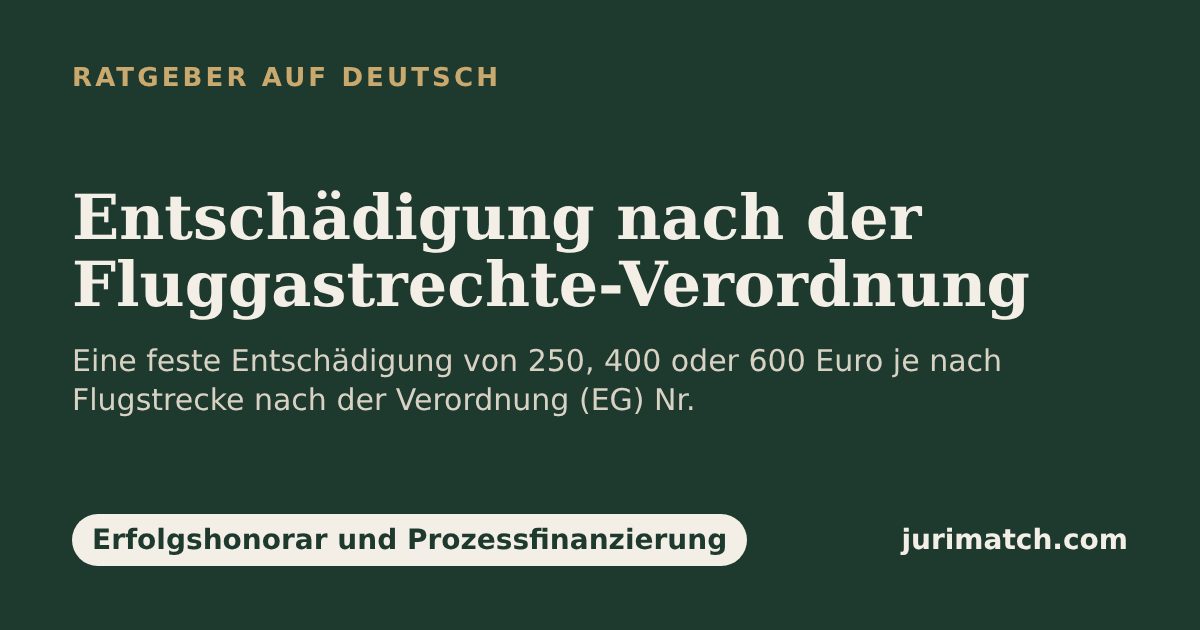 RATGEBER AUF DEUTSCH
Entschädigung nach der
Fluggastrechte-Verordnung
Eine feste Entschädigung von 250, 400 oder 600 Euro je nach
Flugstrecke nach der Verordnung (EG) Nr.
Erfolgshonorar und Prozessfinanzierung
jurimatch.com